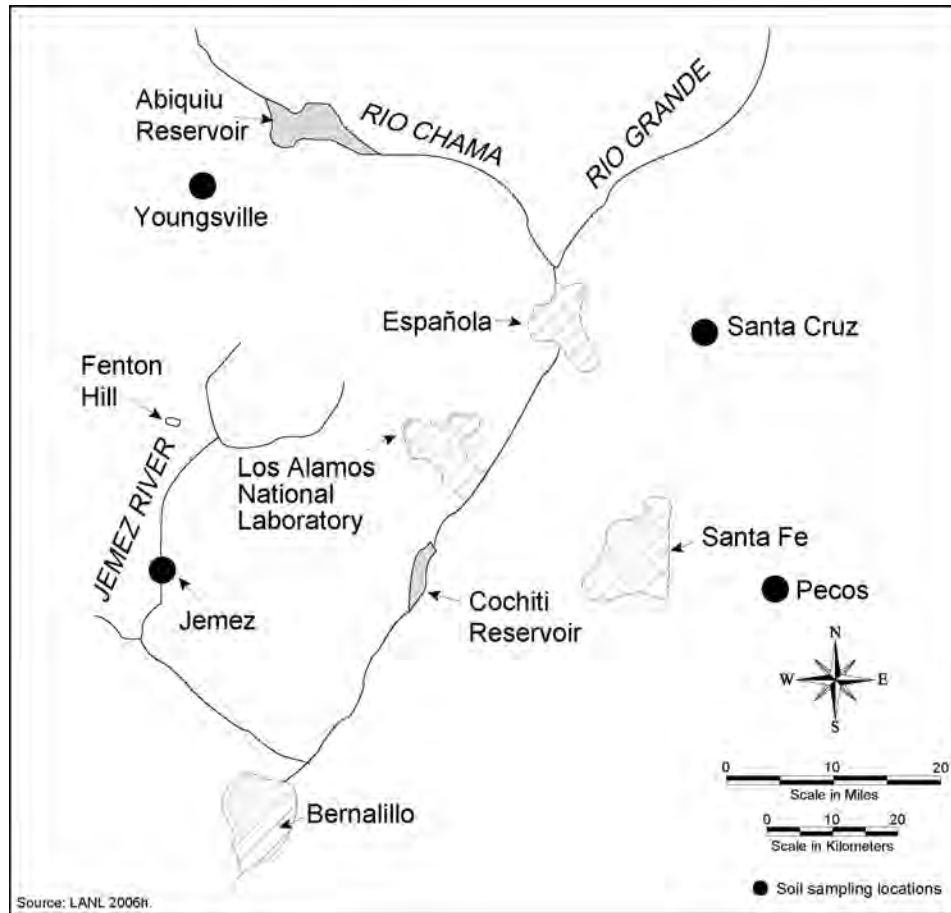 Abiquiu
Reservoir
RIO CHAMA
RIO GRANDE
Youngsville
Española
Santa Cruz
Fenton
Hill
JEMEZ RIVER
Los Alamos
National
Laboratory
Santa Fe
Jemez
Cochiti
Reservoir
Pecos
N
W E
S
0 10 20
Scale in Miles
0 10 20
Scale in Kilometers
Bernalillo
Soil sampling locations
Source: LANL 2006h.